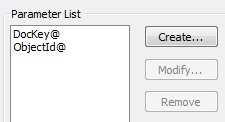 Parameter List
DocKey@
ObjectId@
Create...
Modify...
Remove